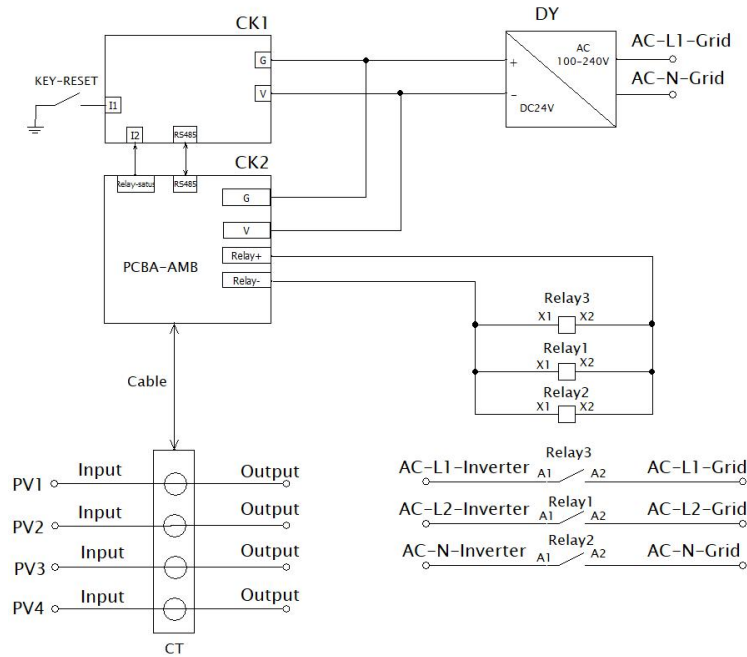 CK1
DY
G
+
AC
100-240V
AC-L1-Grid
KEY-RESET
V
-
DC24V
AC-N-Grid
I1
I2
RS485
CK2
Relay-satus
RS485
G
V
PCBA-AMB
Relay+
Relay-
Relay3
X1
X2
Relay1
X1
X2
Relay2
X1
X2
Cable
PV1
Input
Output
PV2
Input
Output
PV3
Input
Output
PV4
Input
Output
CT
Relay3
AC-L1-Inverter
A1
A2
AC-L1-Grid
Relay1
AC-L2-Inverter
A1
A2
AC-L2-Grid
Relay2
AC-N-Inverter
A1
A2
AC-N-Grid